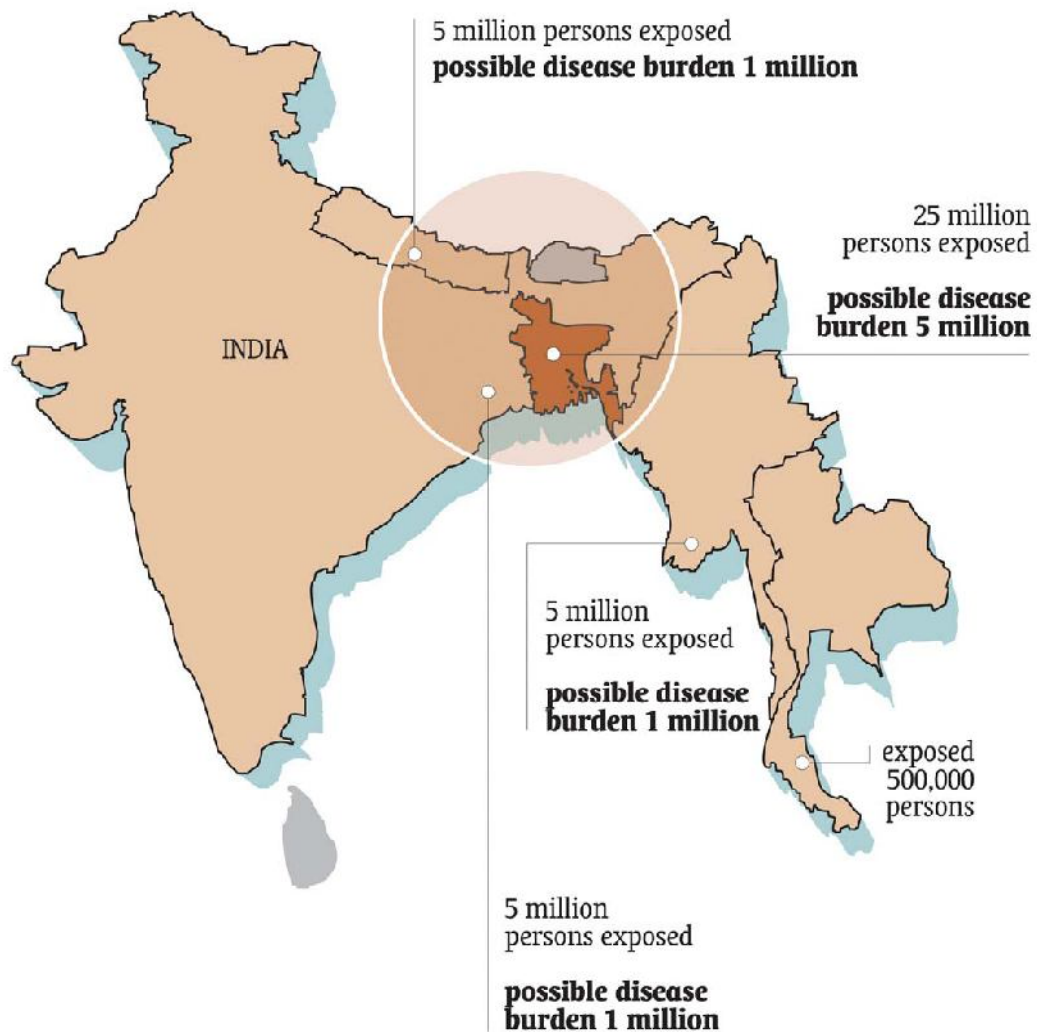 5 million persons exposed
possible disease burden 1 million
25 million
persons exposed
possible disease
burden 5 million
INDIA
5 million
persons exposed
possible disease
burden 1 million
exposed
500,000
persons
5 million
persons exposed
possible disease
burden 1 million